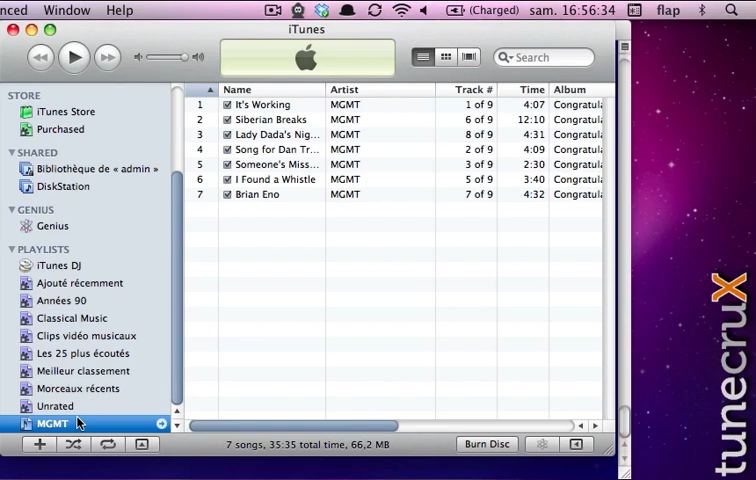 nced Window Help (Charged) sam. 16:56:34 flap
iTunes
Search
STORE
iTunes Store
Purchased
SHARED
Bibliothèque de « admin »
DiskStation
GENIUS
Genius
PLAYLISTS
iTunes DJ
Ajouté récemment
Années 90
Classical Music
Clips vidéo musicaux
Les 25 plus écoutés
Meilleur classement
Morceaux récents
Unrated
MGMT
Name Artist Track # Time Album
1 It's Working MGMT 1 of 9 4:07 Congratula
2 Siberian Breaks MGMT 6 of 9 12:10 Congratula
3 Lady Dada's Nig... MGMT 8 of 9 4:31 Congratula
4 Song for Dan Tr... MGMT 2 of 9 4:09 Congratula
5 Someone's Miss... MGMT 3 of 9 2:30 Congratula
6 I Found a Whistle MGMT 5 of 9 3:40 Congratula
7 Brian Eno MGMT 7 of 9 4:32 Congratula
7 songs, 35:35 total time, 66,2 MB
Burn Disc
tunecruX